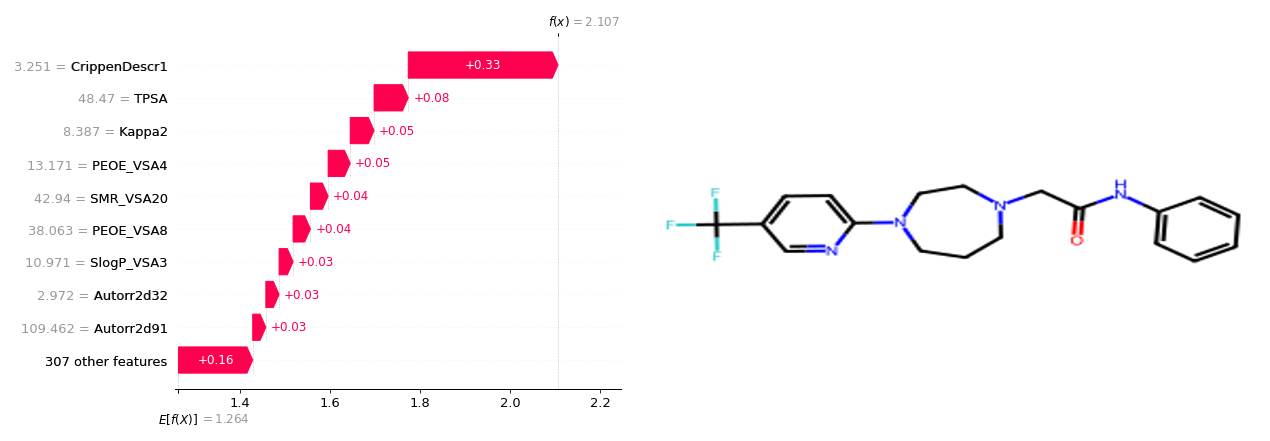 f(x) = 2.107
3.251 = CrippenDescr1
+0.33
48.47 = TPSA
+0.08
8.387 = Kappa2
+0.05
13.171 = PEOE_VSA4
+0.05
42.94 = SMR_VSA20
+0.04
38.063 = PEOE_VSA8
+0.04
10.971 = SlogP_VSA3
+0.03
2.972 = Autorr2d32
+0.03
109.462 = Autorr2d91
+0.03
307 other features
+0.16
1.4 1.6 1.8 2.0 2.2
E[f(X)] = 1.264
F
F
F
N
N
N
O
H
N